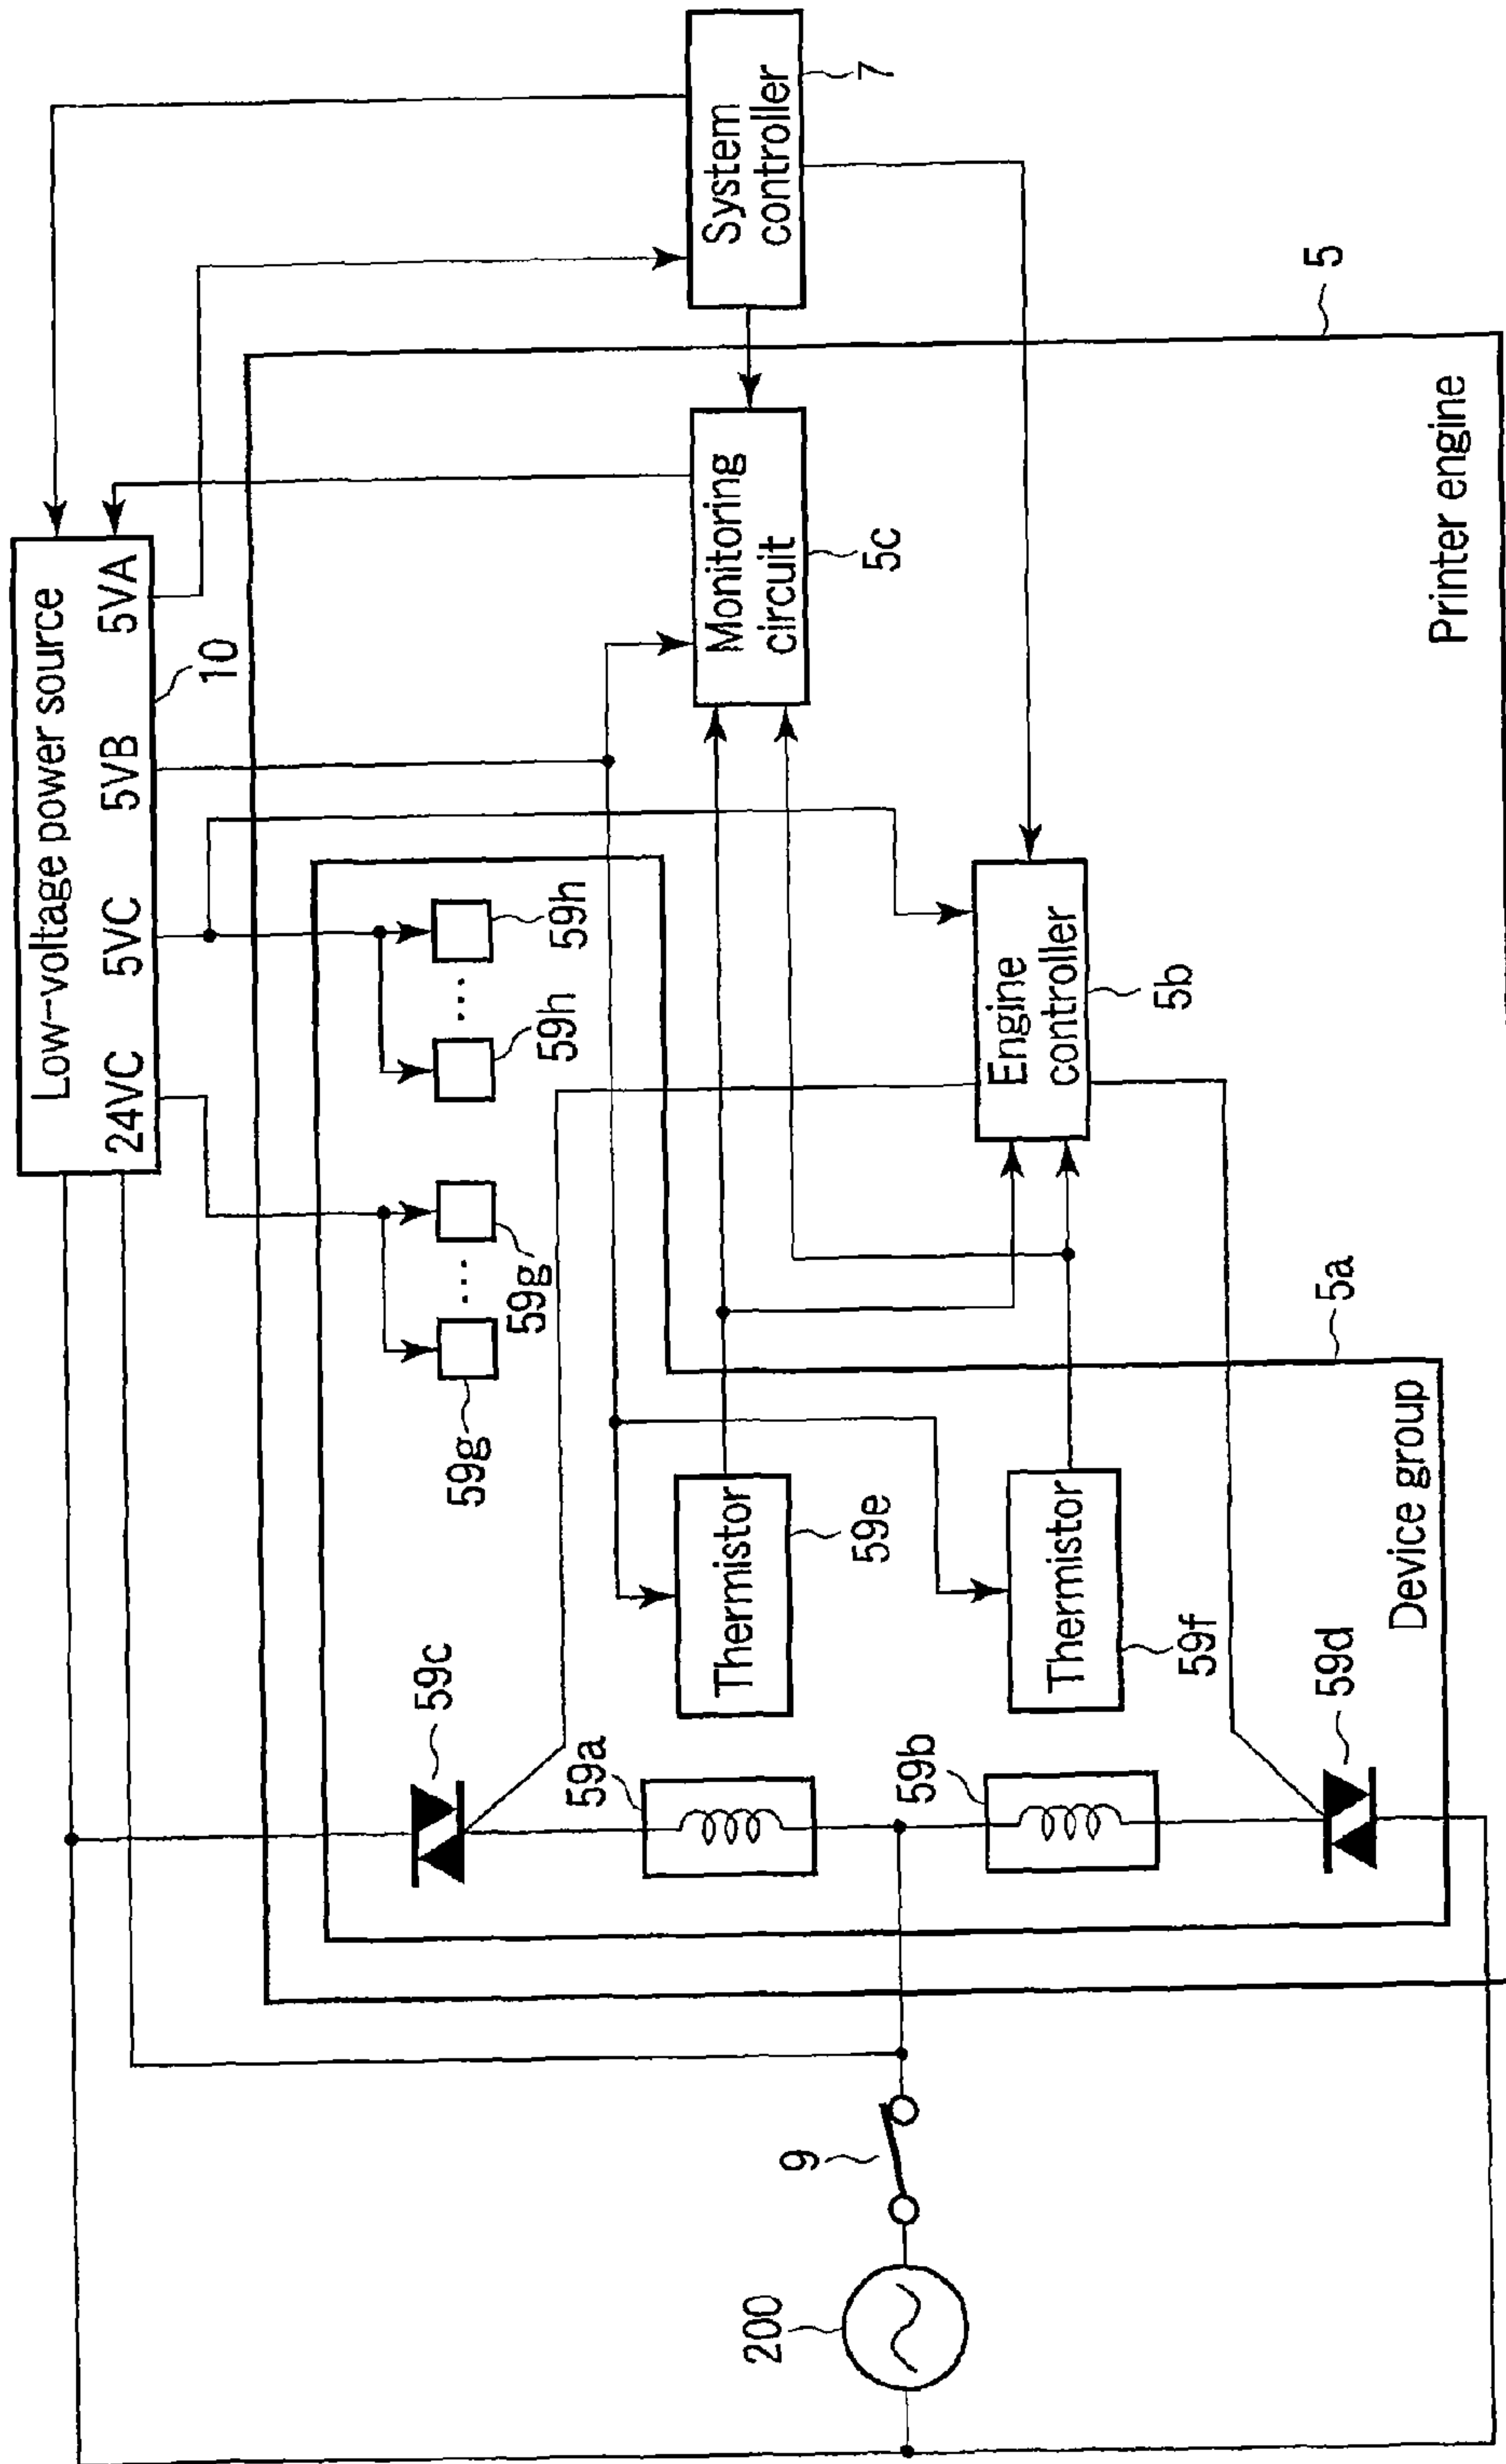 Low-voltage power source
24VC 5VC 5VB 5VA
10
System
controller
7
Monitoring
circuit
5c
59g
59g
...
59h
59h
...
Engine
controller
5b
5
Printer engine
59c
59a
59b
59d
Thermistor
59e
Thermistor
59f
5a
Device group
9
200